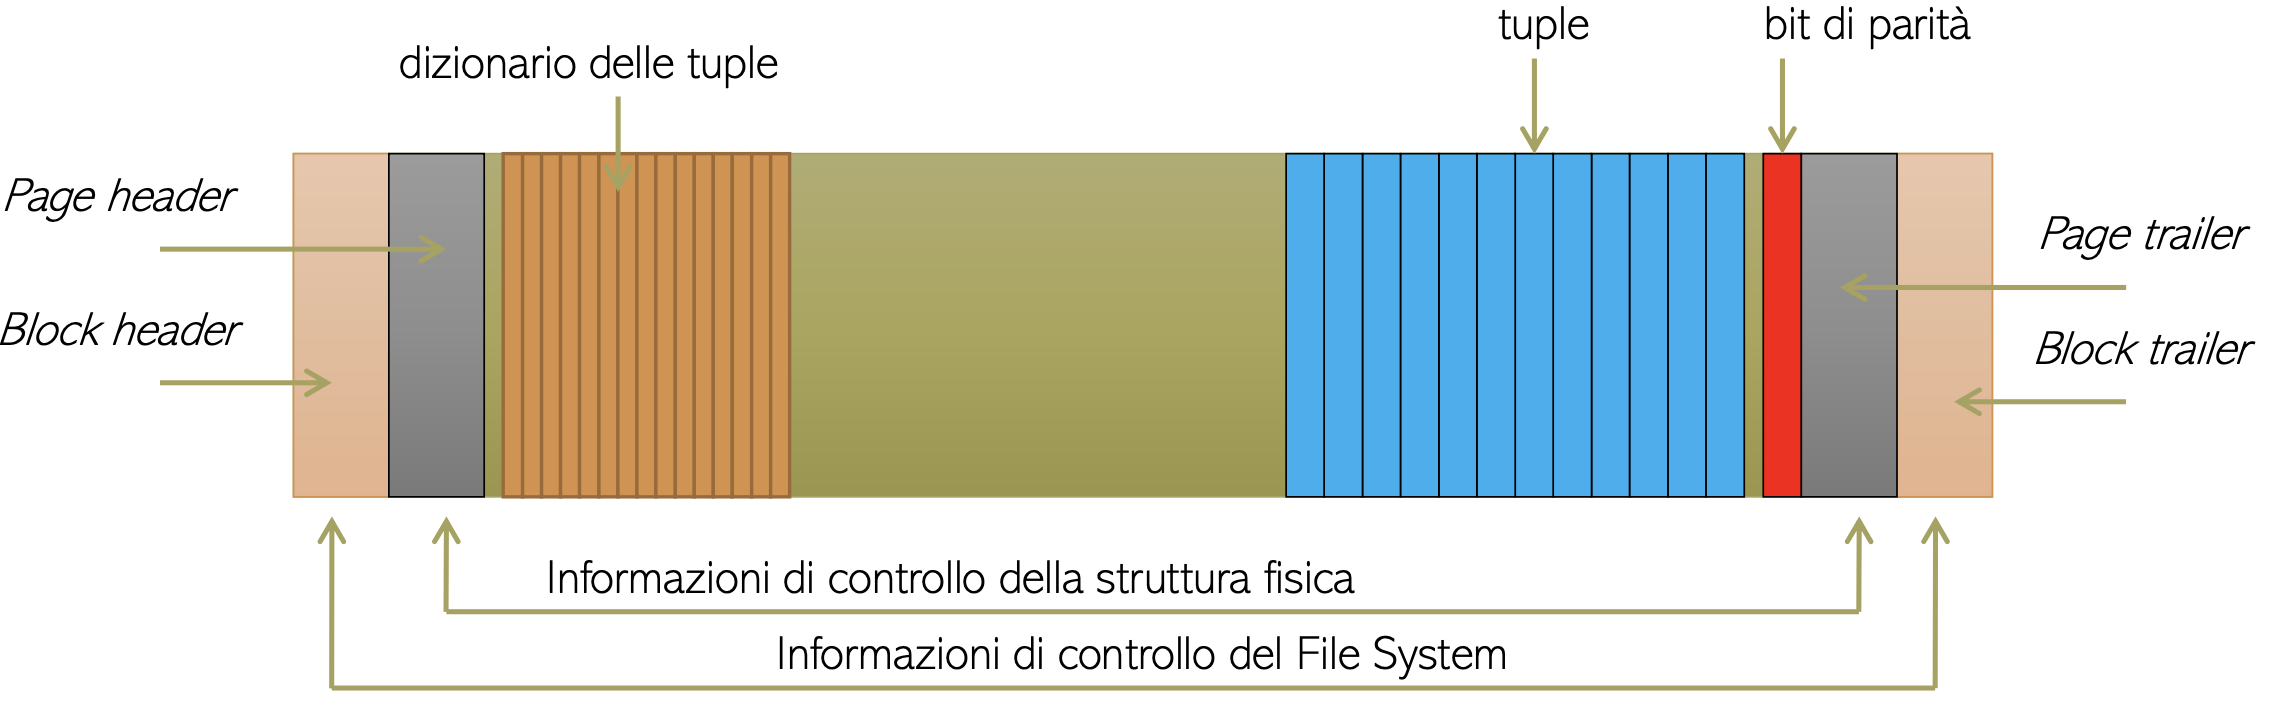 tuple
bit di parità
dizionario delle tuple
Page header
Page trailer
Block header
Block trailer
Informazioni di controllo della struttura fisica
Informazioni di controllo del File System